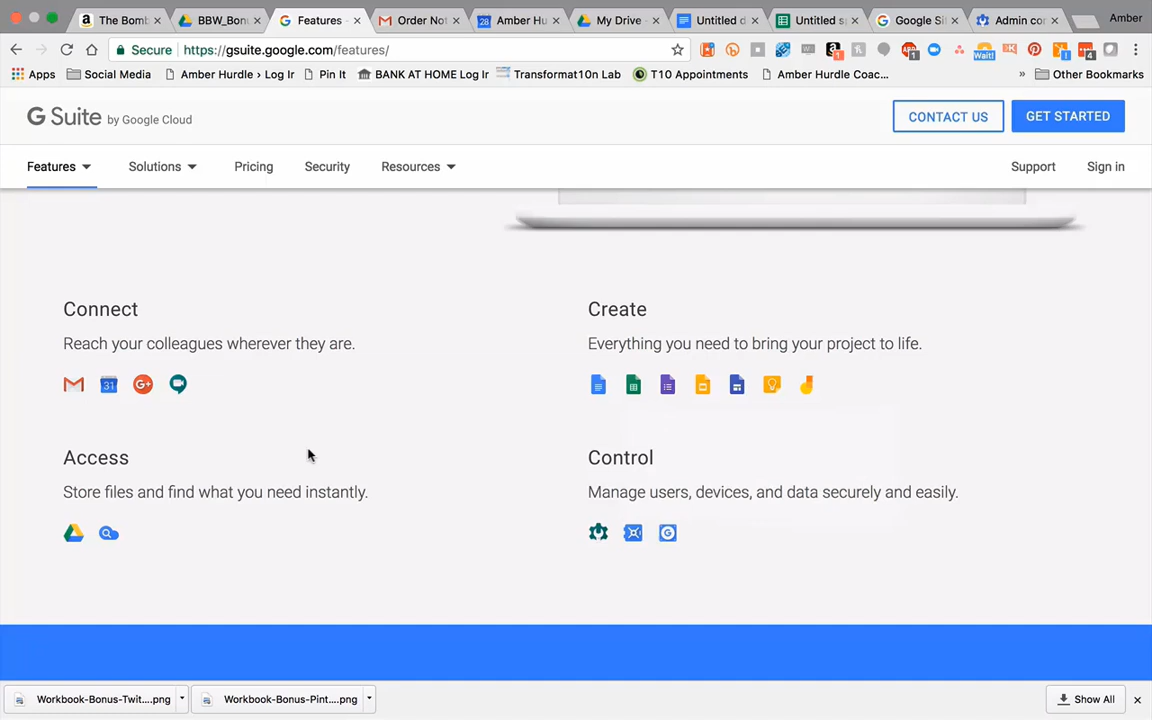 The Bomb
BBW_Bonu
Features -
Order Not
Amber Hu
My Drive -
Untitled d
Untitled s
Google Sit
Admin co
Amber
Secure
https://gsuite.google.com/features/
Apps
Social Media
Amber Hurdle › Log Ir
Pin It
BANK AT HOME Log Ir
Transformat10n Lab
T10 Appointments
Amber Hurdle Coac...
»
Other Bookmarks
G Suite by Google Cloud
CONTACT US
GET STARTED
Features
Solutions
Pricing
Security
Resources
Support
Sign in
Connect
Reach your colleagues wherever they are.
31
G+
Create
Everything you need to bring your project to life.
Access
Store files and find what you need instantly.
Control
Manage users, devices, and data securely and easily.
Workbook-Bonus-Twit....png
Workbook-Bonus-Pint....png
Show All